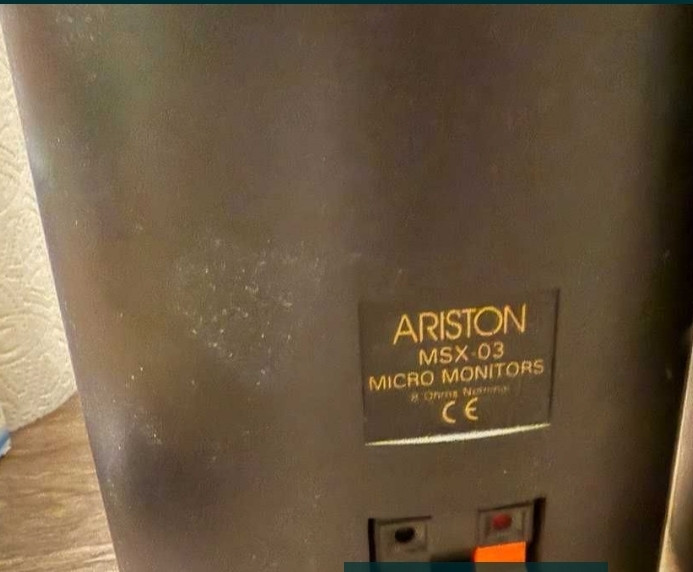 ARISTON
MSX-03
MICRO MONITORS
8 Ohms Nominal
CE